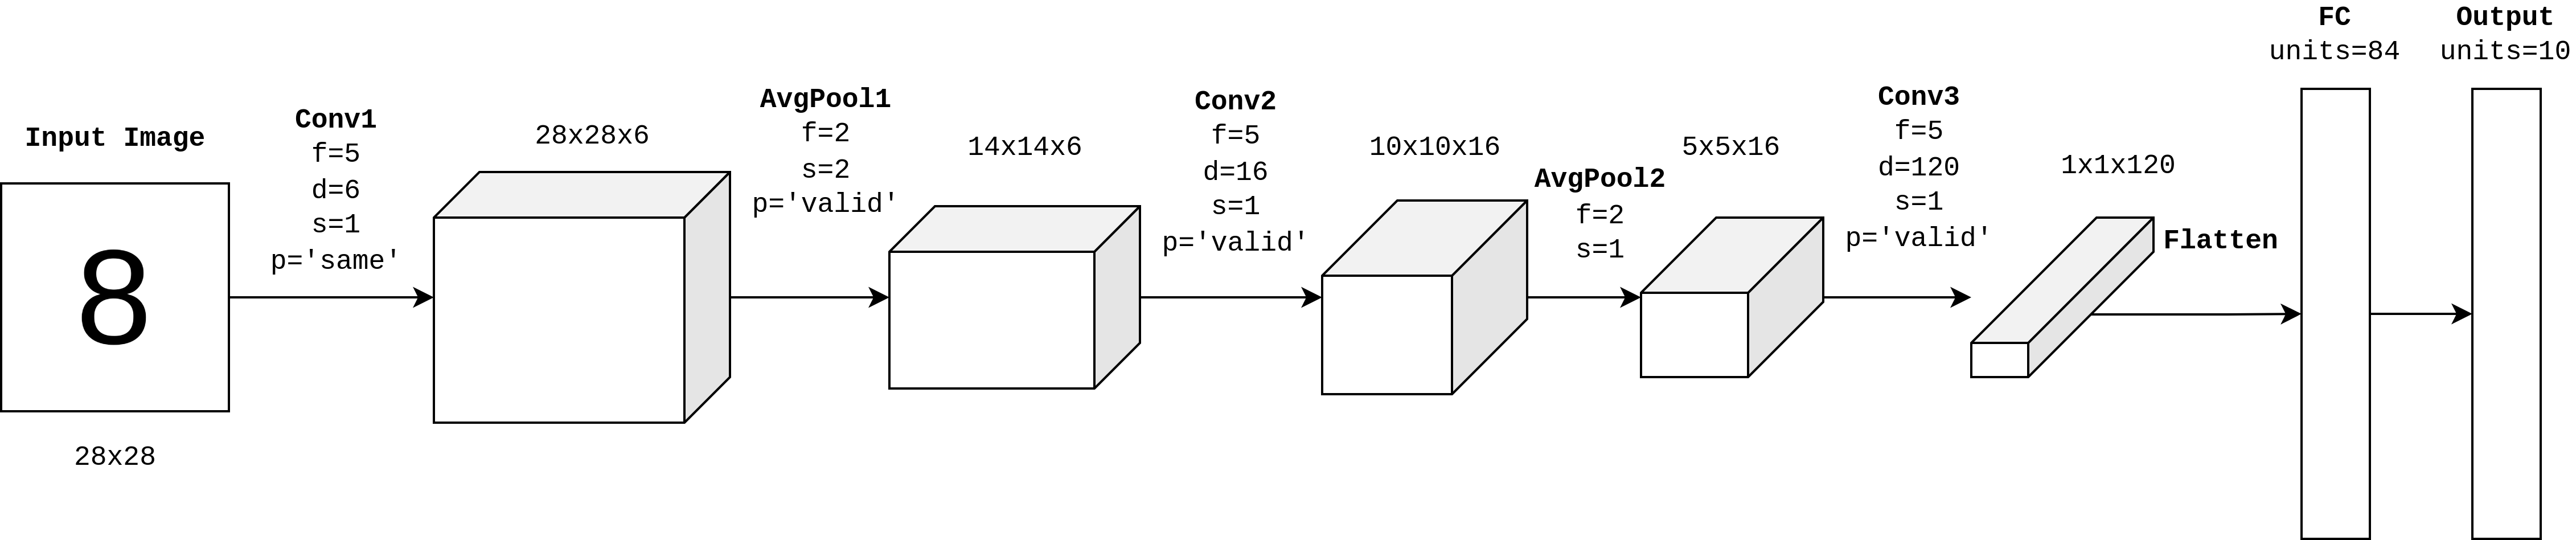 Input Image
8
28x28
Conv1
f=5
d=6
s=1
p='same'
28x28x6
AvgPool1
f=2
s=2
p='valid'
14x14x6
Conv2
f=5
d=16
s=1
p='valid'
10x10x16
AvgPool2
f=2
s=1
5x5x16
Conv3
f=5
d=120
s=1
p='valid'
1x1x120
Flatten
FC
units=84
Output
units=10